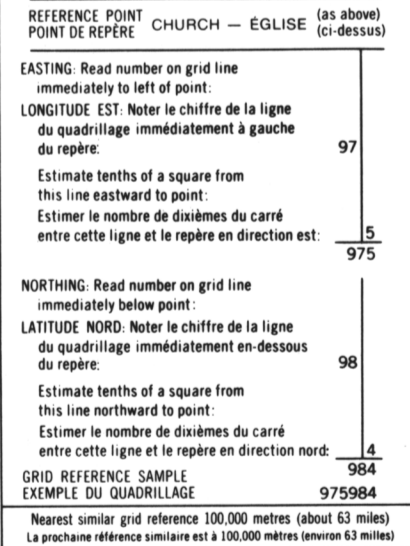 REFERENCE POINT CHURCH — ÉGLISE (as above)
POINT DE REPÈRE (ci-dessus)
EASTING: Read number on grid line
immediately to left of point:
LONGITUDE EST: Noter le chiffre de la ligne
du quadrillage immédiatement à gauche
du repère: 97
Estimate tenths of a square from
this line eastward to point:
Estimer le nombre de dixièmes du carré
entre cette ligne et le repère en direction est: 5
975
NORTHING: Read number on grid line
immediately below point:
LATITUDE NORD: Noter le chiffre de la ligne
du quadrillage immédiatement en-dessous
du repère: 98
Estimate tenths of a square from
this line northward to point:
Estimer le nombre de dixièmes du carré
entre cette ligne et le repère en direction nord: 4
984
GRID REFERENCE SAMPLE
EXEMPLE DU QUADRILLAGE 975984
Nearest similar grid reference 100,000 metres (about 63 miles)
La prochaine référence similaire est à 100,000 mètres (environ 63 milles)